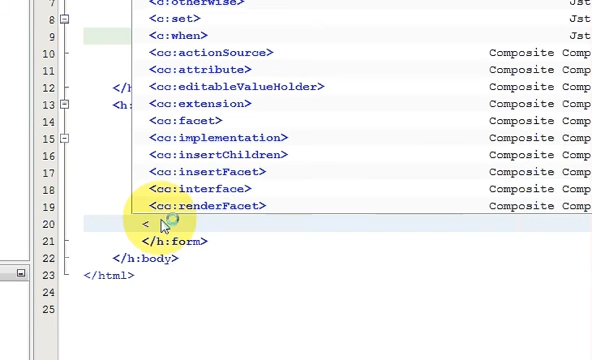 7 <c:otherwise> Jst
8 <c:set> Jst
9 <c:when> Jst
10 <cc:actionSource> Composite Comp
11 <cc:attribute> Composite Comp
12 </h <cc:editableValueHolder> Composite Comp
13 <h: <cc:extension> Composite Comp
14 <cc:facet> Composite Comp
15 <cc:implementation> Composite Comp
16 <cc:insertChildren> Composite Comp
17 <cc:insertFacet> Composite Comp
18 <cc:interface> Composite Comp
19 <cc:renderFacet> Composite Comp
20 <
21 </h:form>
22 </h:body>
23 </html>
24
25